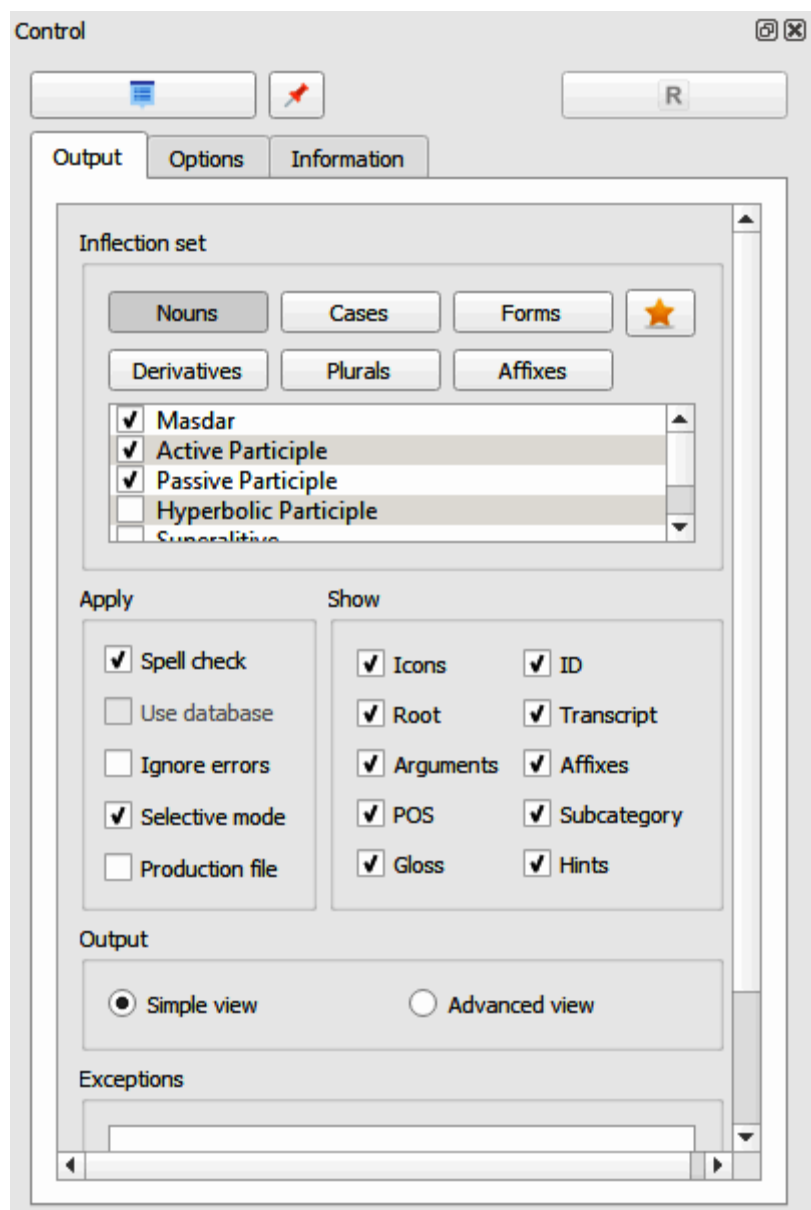 Control
R
Output Options Information
Inflection set
Nouns Cases Forms
Derivatives Plurals Affixes
Masdar
Active Participle
Passive Participle
Hyperbolic Participle
Superalitive
Apply Show
Spell check Icons ID
Use database Root Transcript
Ignore errors Arguments Affixes
Selective mode POS Subcategory
Production file Gloss Hints
Output
Simple view Advanced view
Exceptions